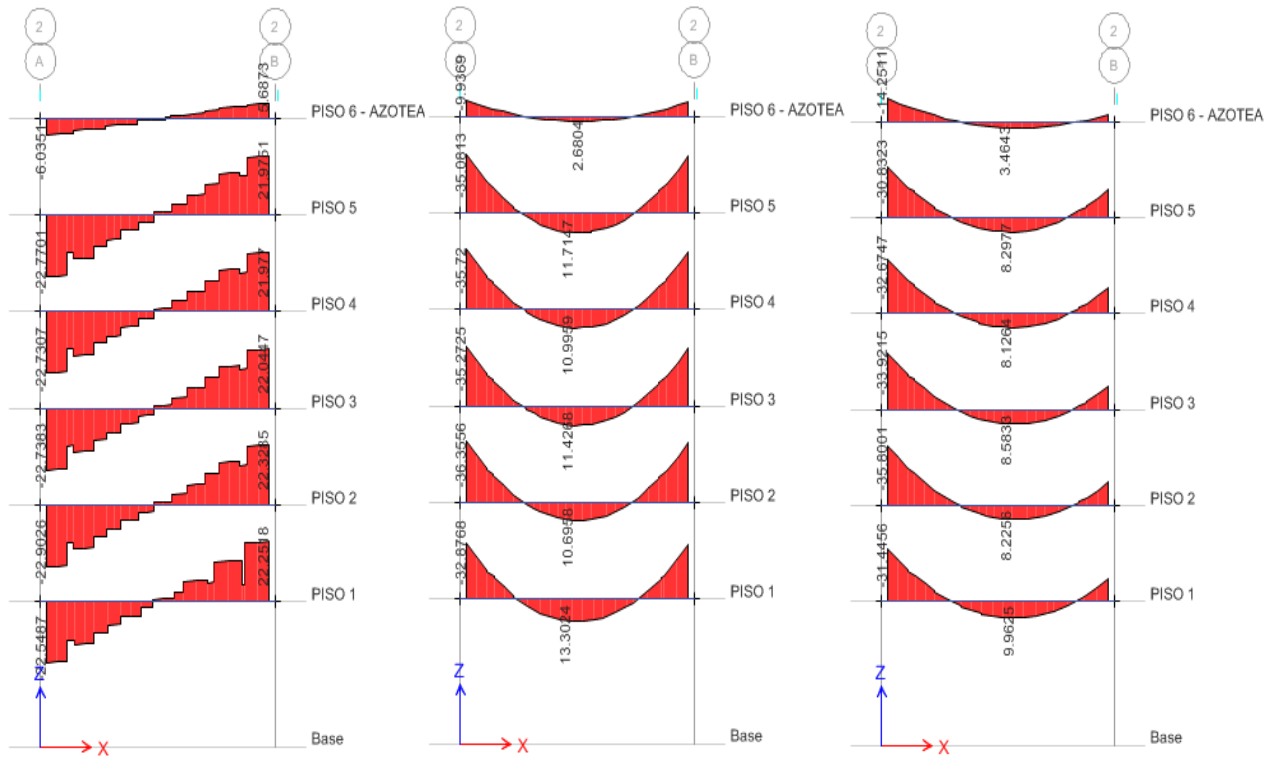 2
A
2
B
-6.0351
5.6873
PISO 6 - AZOTEA
-22.7701
21.9761
PISO 5
-22.7307
21.977
PISO 4
-22.7383
22.0447
PISO 3
-22.9026
22.3285
PISO 2
-22.5487
22.2518
PISO 1
Z
X
Base
2
2
B
-9.9369
2.6804
PISO 6 - AZOTEA
-35.0813
11.7147
PISO 5
-35.72
10.9959
PISO 4
-35.2725
11.4268
PISO 3
-36.3556
10.6958
PISO 2
-32.8768
13.3024
PISO 1
Z
X
Base
2
2
B
-14.2511
3.4643
PISO 6 - AZOTEA
-30.8323
8.2977
PISO 5
-32.6747
8.1264
PISO 4
-33.9215
8.5833
PISO 3
-35.8001
8.2258
PISO 2
-31.4456
9.9625
PISO 1
Z
X
Base